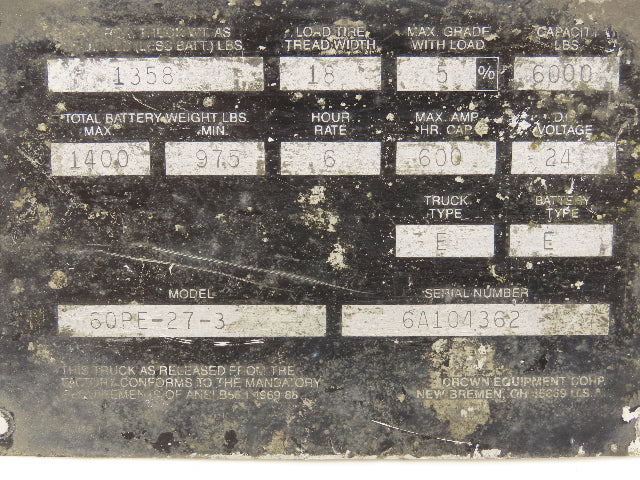 TRUCK WT. AS LOAD TIRE MAX. GRADE CAPACITY
(LESS BATT.) LBS. TREAD WIDTH WITH LOAD LBS.
1358 18 5 % 6000
TOTAL BATTERY WEIGHT LBS. HOUR MAX. AMP
MAX. MIN. RATE HR. CAP. VOLTAGE
1400 975 6 600 24
TRUCK BATTERY
TYPE TYPE
E E
MODEL SERIAL NUMBER
60PE-27-3 6A104362
THIS TRUCK AS RELEASED FROM THE
FACTORY CONFORMS TO THE MANDATORY CROWN EQUIPMENT CORP.
OF ANSI NEW BREMEN, OH